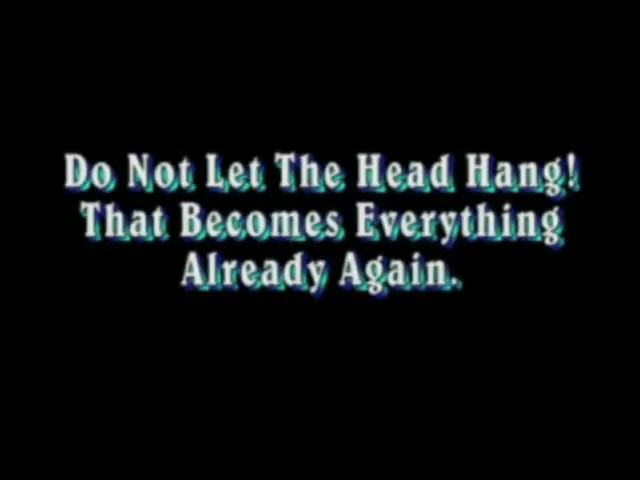 Do Not Let The Head Hang!
That Becomes Everything
Already Again.